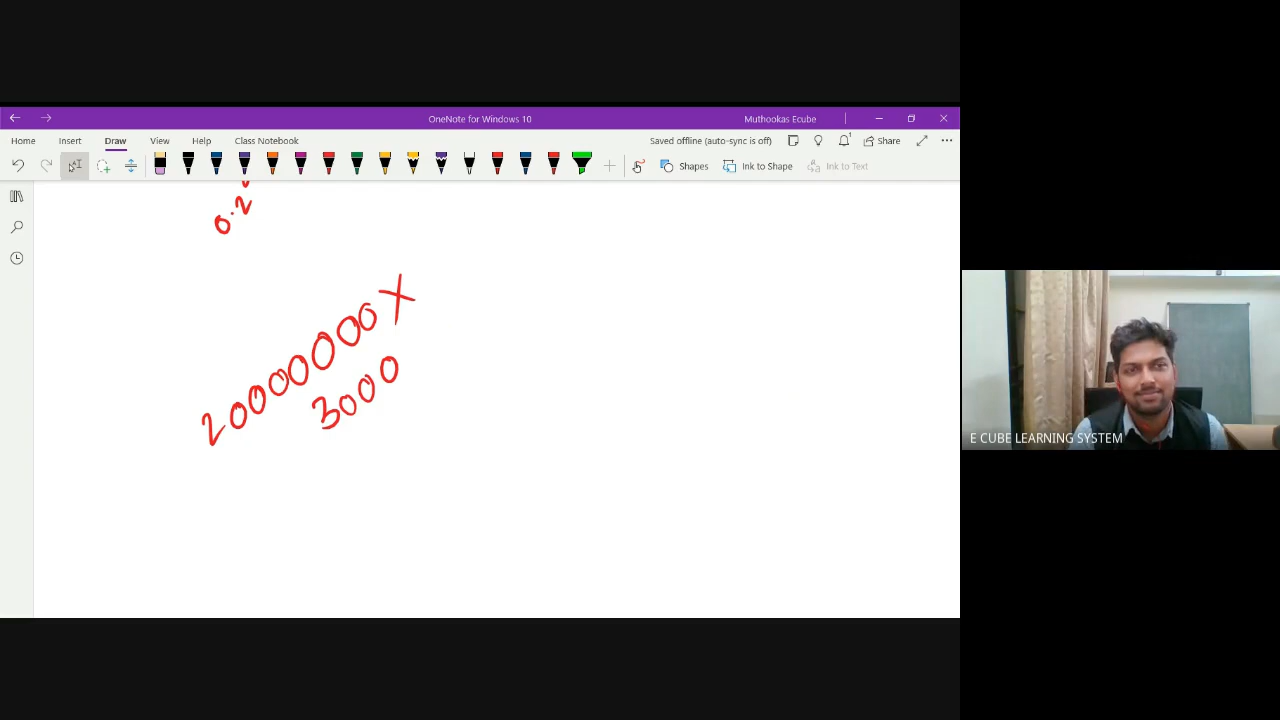 OneNote for Windows 10
Muthookas Ecube
Home Insert Draw View Help Class Notebook
Saved offline (auto-sync is off)
Share
Shapes
Ink to Shape
Ink to Text
0.2
20000000X
3000
E CUBE LEARNING SYSTEM